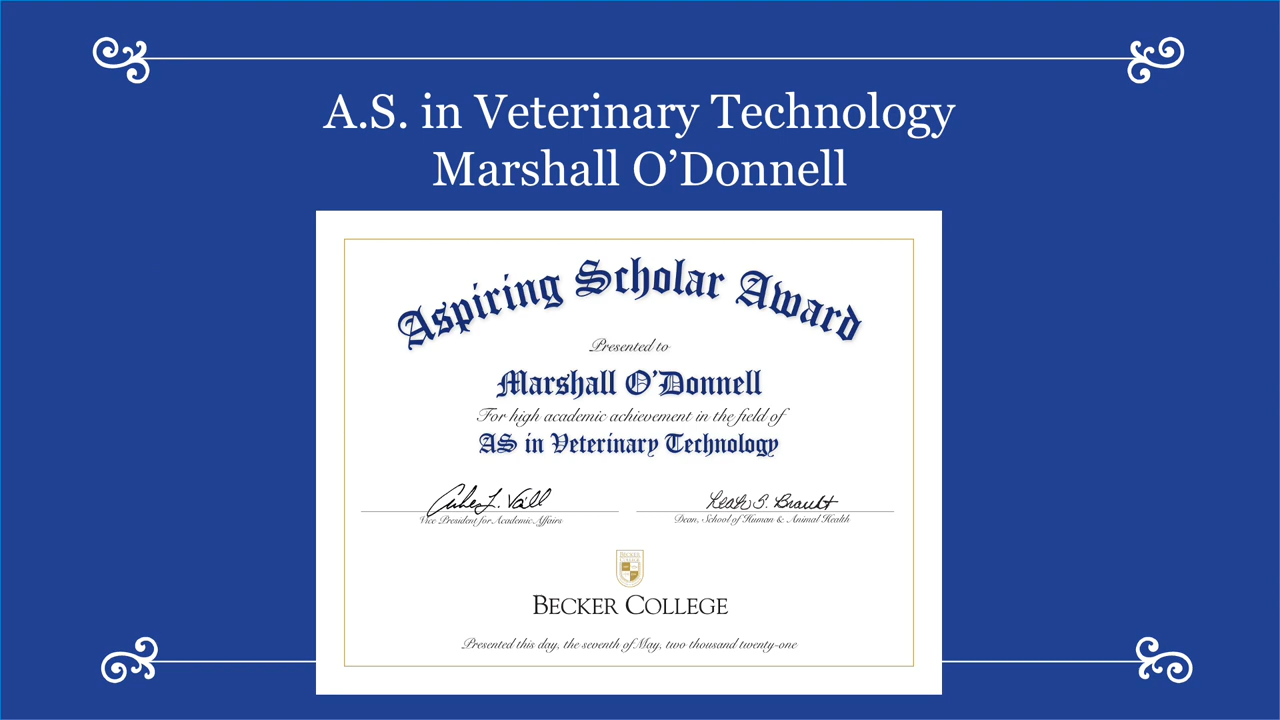 A.S. in Veterinary Technology
Marshall O’Donnell
Aspiring Scholar Award
Presented to
Marshall O’Donnell
For high academic achievement in the field of
AS in Veterinary Technology
Vice President for Academic Affairs
Dean, School of Human & Animal Health
BECKER COLLEGE
Presented this day, the seventh of May, two thousand twenty-one